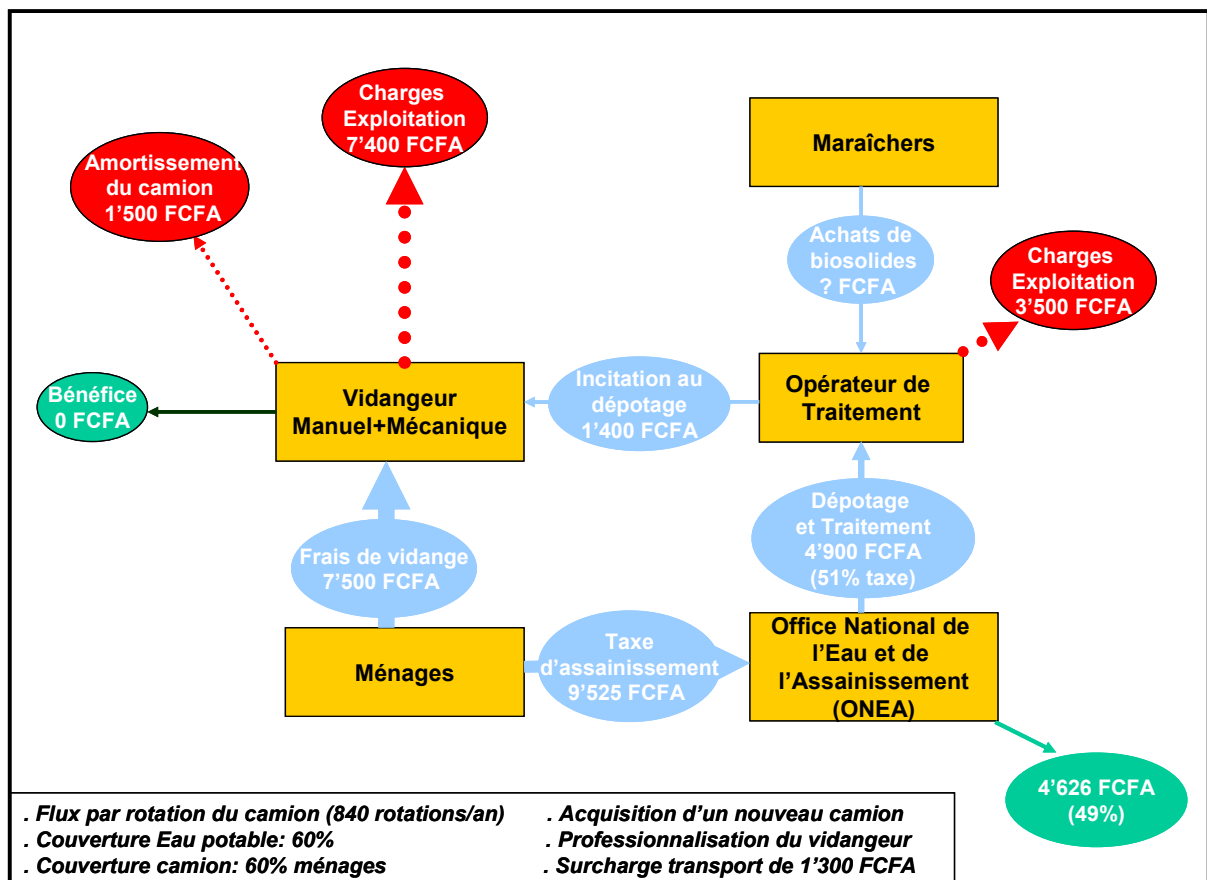 Charges
Exploitation
7'400 FCFA
Amortissement
du camion
1'500 FCFA
Maraîchers
Achats de
biosolides
? FCFA
Charges
Exploitation
3'500 FCFA
Bénéfice
0 FCFA
Vidangeur
Manuel+Mécanique
Incitation au
dépotage
1'400 FCFA
Opérateur de
Traitement
Frais de vidange
7'500 FCFA
Dépotage
et Traitement
4'900 FCFA
(51% taxe)
Ménages
Taxe
d'assainissement
9'525 FCFA
Office National de
l'Eau et de
l'Assainissement
(ONEA)
4'626 FCFA
(49%)
. Flux par rotation du camion (840 rotations/an)
. Couverture Eau potable: 60%
. Couverture camion: 60% ménages
. Acquisition d'un nouveau camion
. Professionnalisation du vidangeur
. Surcharge transport de 1'300 FCFA